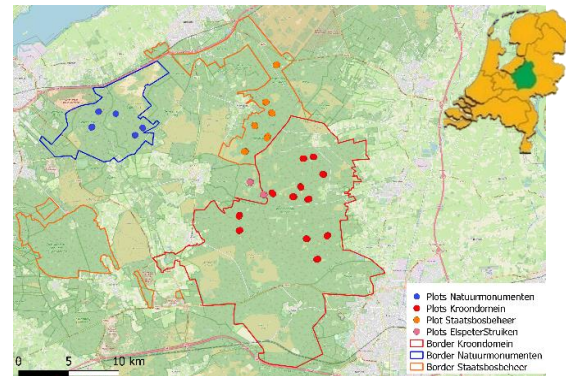 Plots Natuurmonumenten
Plots Kroondomein
Plot Staatsbosbeheer
Plots ElspeterStruiken
Border Kroondomein
Border Natuurmonumenten
Border Staatsbosbeheer
0 5 10 km